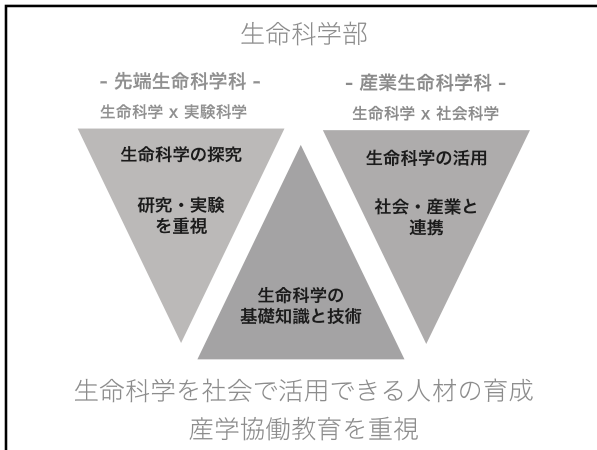 生命科学部
- 先端生命科学科 -
生命科学 x 実験科学
- 産業生命科学科 -
生命科学 x 社会科学
生命科学の探究
研究・実験
を重視
生命科学の活用
社会・産業と
連携
生命科学の
基礎知識と技術
生命科学を社会で活用できる人材の育成
産学協働教育を重視